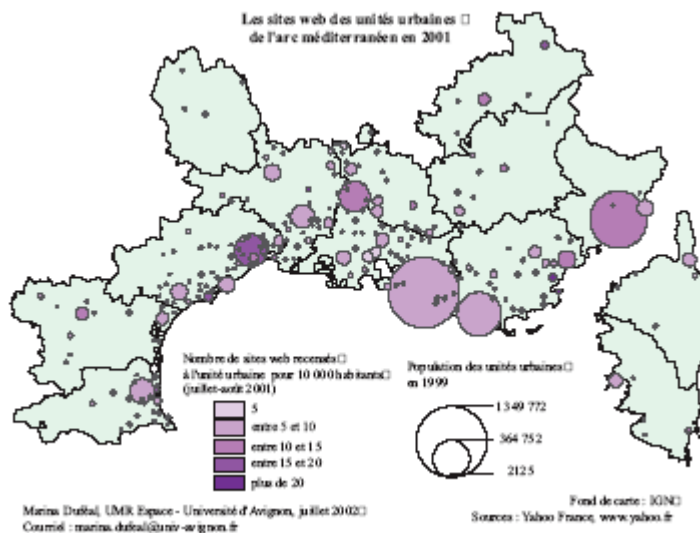 Les sites web des unités urbaines
de l'arc méditerranéen en 2001
Nombre de sites web recensés
à l'unité urbaine pour 10 000 habitants
(juillet-août 2001)
5
entre 5 et 10
entre 10 et 15
entre 15 et 20
plus de 20
Population des unités urbaines
en 1999
1 349 772
364 752
2125
Marina Duféal, UMR Espace - Université d'Avignon, juillet 2002
Courriel : marina.dufeal@univ-avignon.fr
Fond de carte : IGN
Sources : Yahoo France, www.yahoo.fr